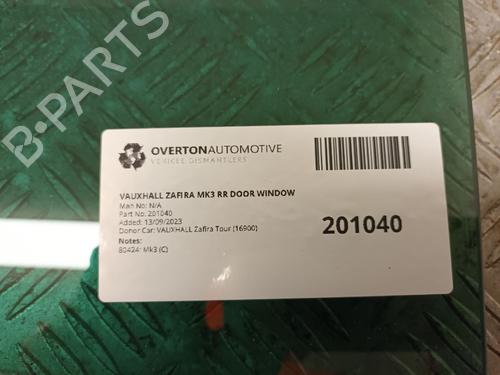 B-PARTS
OVERTONAUTOMOTIVE
VEHICLE DISMANTLERS
VAUXHALL ZAFIRA MK3 RR DOOR WINDOW
Man No: N/A
Part No: 201040
Added: 13/09/2023
Donor Car: VAUXHALL Zafira Tour (16900)
Notes:
80424: Mk3 (C)
201040